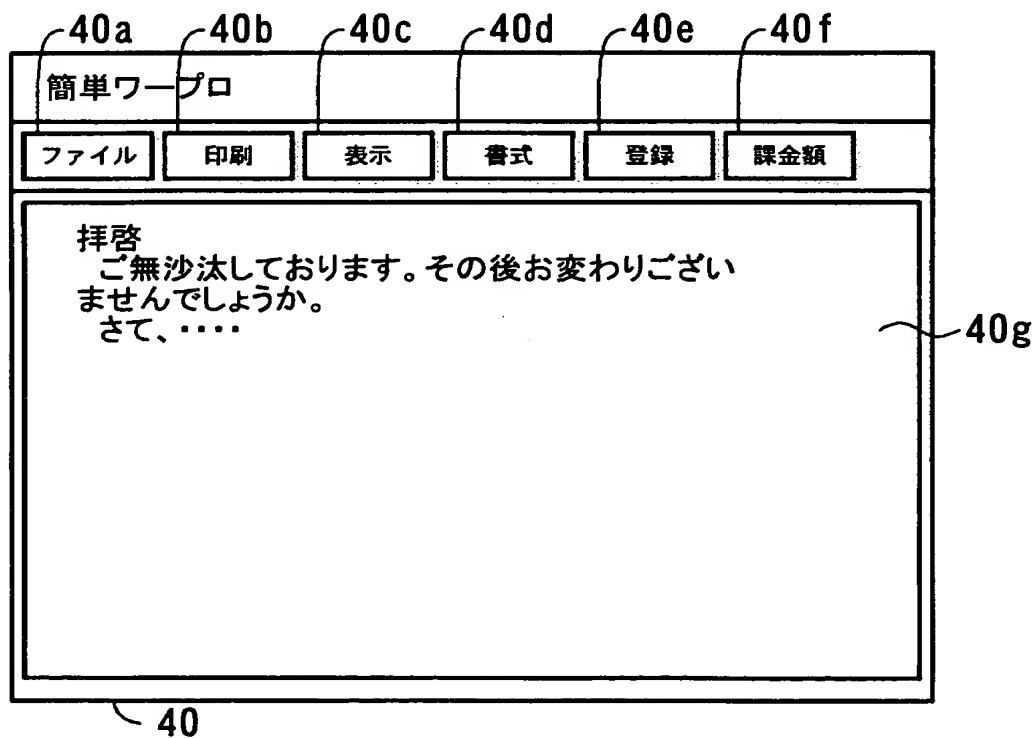 40a 40b 40c 40d 40e 40f
簡単ワープロ
ファイル 印刷 表示 書式 登録 課金額
拝啓
ご無沙汰しております。その後お変わりござい
ませんでしょうか。
さて、・・・・
40g
40